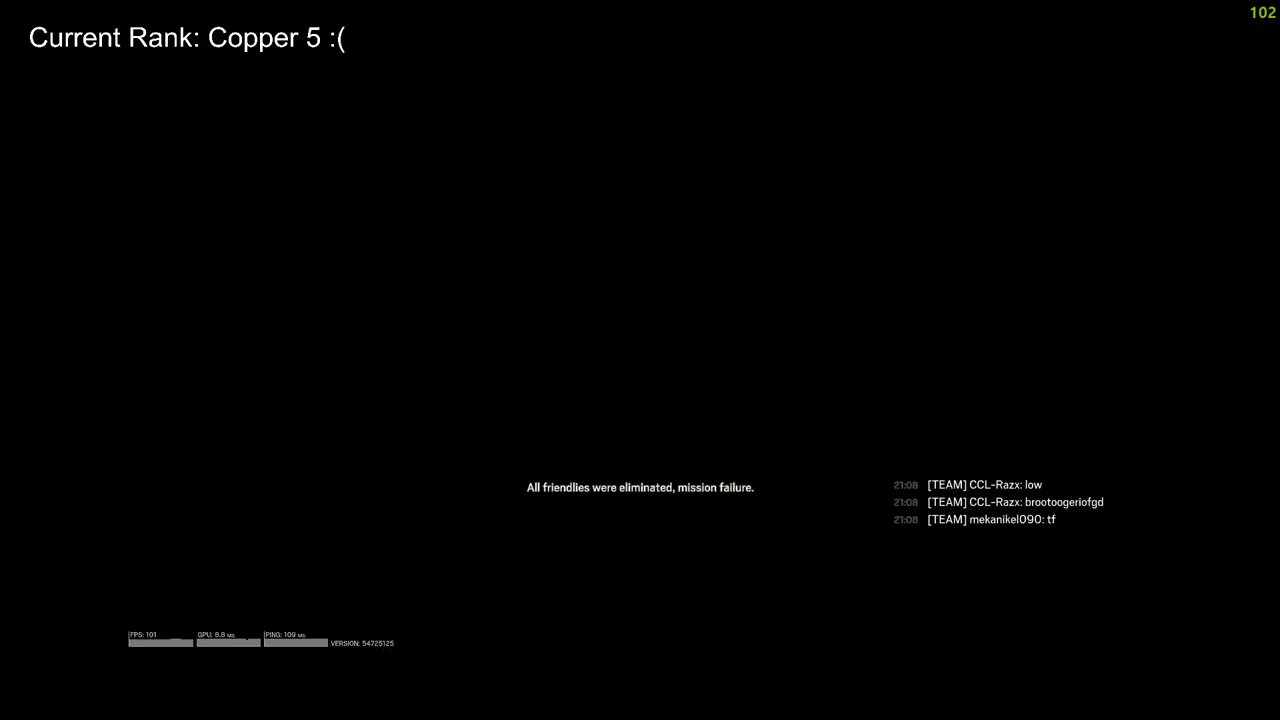 102
Current Rank: Copper 5 :(
All friendlies were eliminated, mission failure.
21:08 [TEAM] CCL-Razx: low
21:08 [TEAM] CCL-Razx: brootoogeriofgd
21:08 [TEAM] mekanikel090: tf
FPS: 101 GPU: 8.8 MS PING: 109 MS VERSION: 54725125